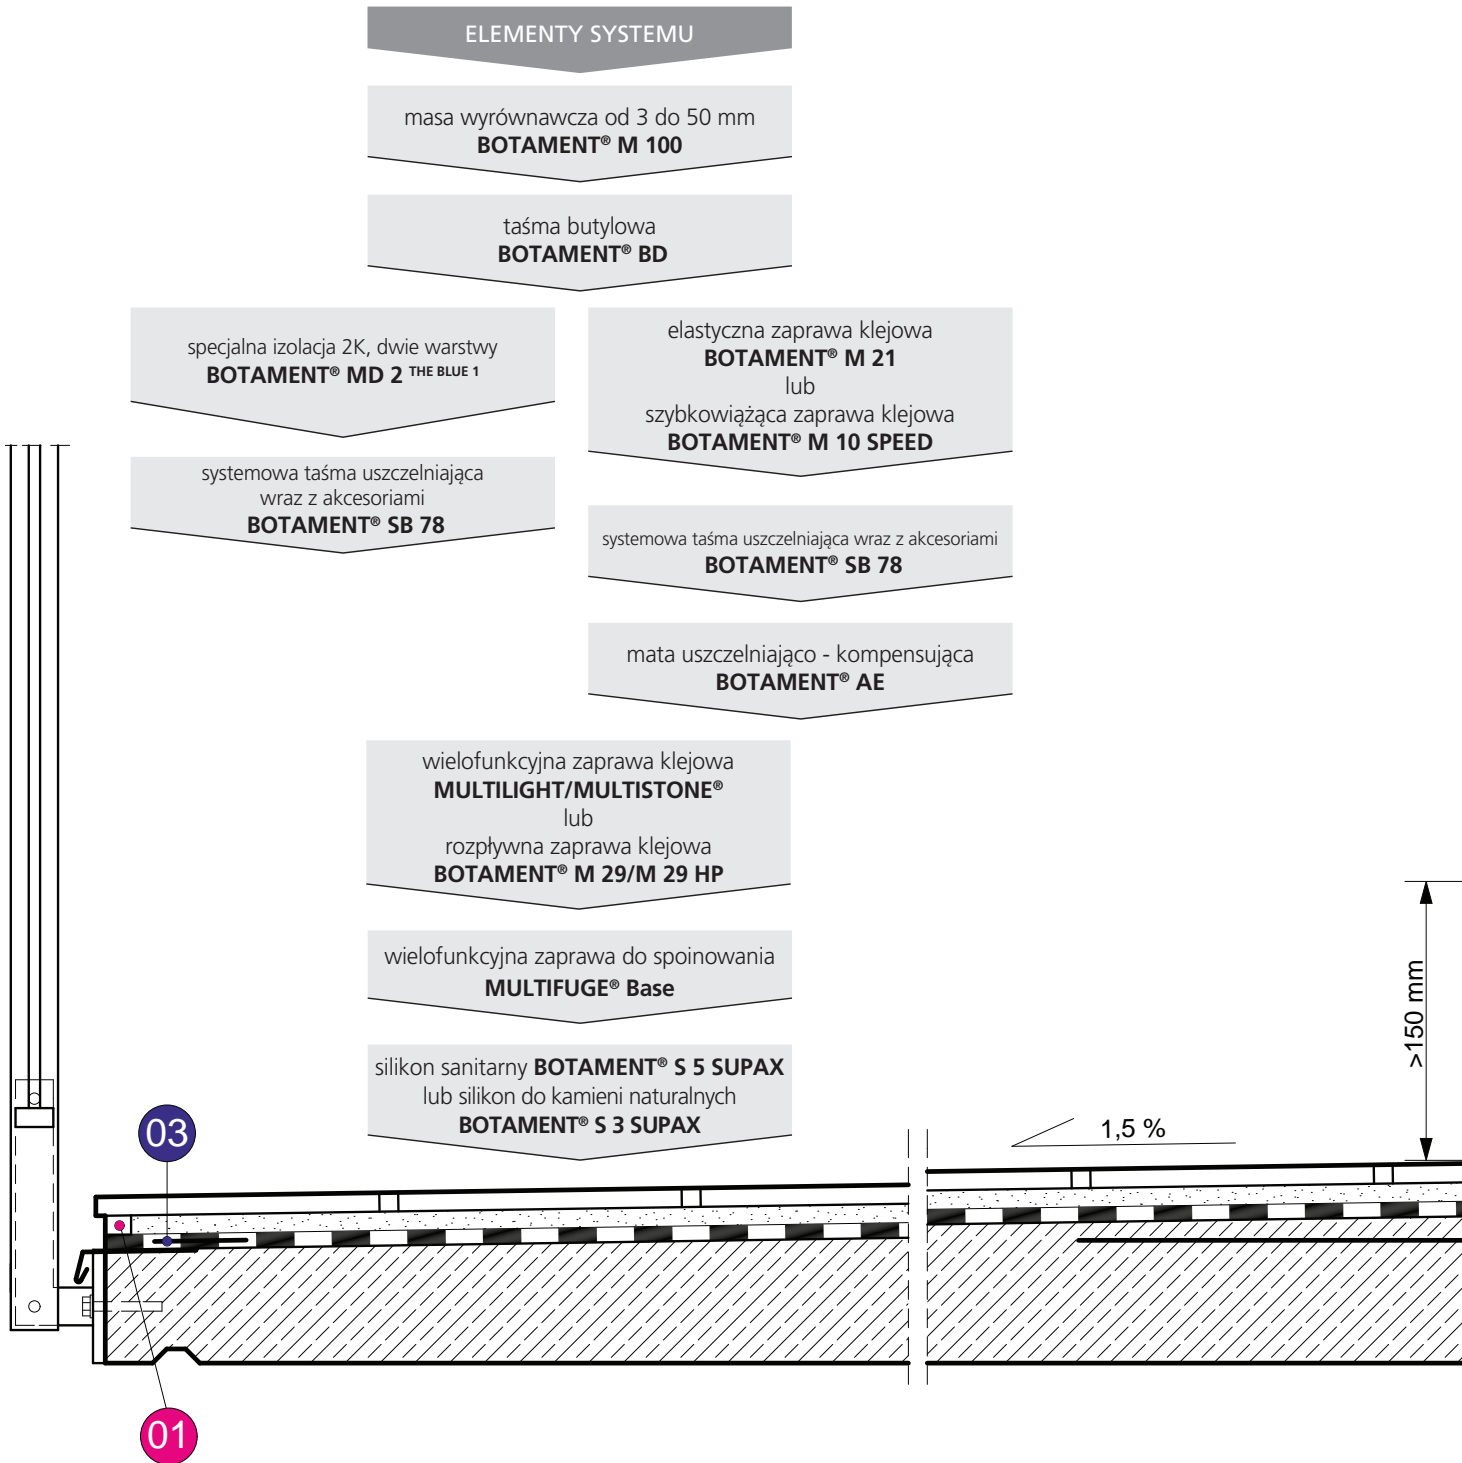 ELEMENTY SYSTEMU
masa wyrównawcza od 3 do 50 mm
BOTAMENT® M 100
taśma butylowa
BOTAMENT® BD
specjalna izolacja 2K, dwie warstwy
BOTAMENT® MD 2 THE BLUE 1
systemowa taśma uszczelniająca
wraz z akcesoriami
BOTAMENT® SB 78
elastyczna zaprawa klejowa
BOTAMENT® M 21
lub
szybkowiążąca zaprawa klejowa
BOTAMENT® M 10 SPEED
systemowa taśma uszczelniająca wraz z akcesoriami
BOTAMENT® SB 78
mata uszczelniająco - kompensująca
BOTAMENT® AE
wielofunkcyjna zaprawa klejowa
MULTILIGHT/MULTISTONE®
lub
rozpływna zaprawa klejowa
BOTAMENT® M 29/M 29 HP
wielofunkcyjna zaprawa do spoinowania
MULTIFUGE® Base
silikon sanitarny BOTAMENT® S 5 SUPAX
lub silikon do kamieni naturalnych
BOTAMENT® S 3 SUPAX
>150 mm
1,5 %
03
01